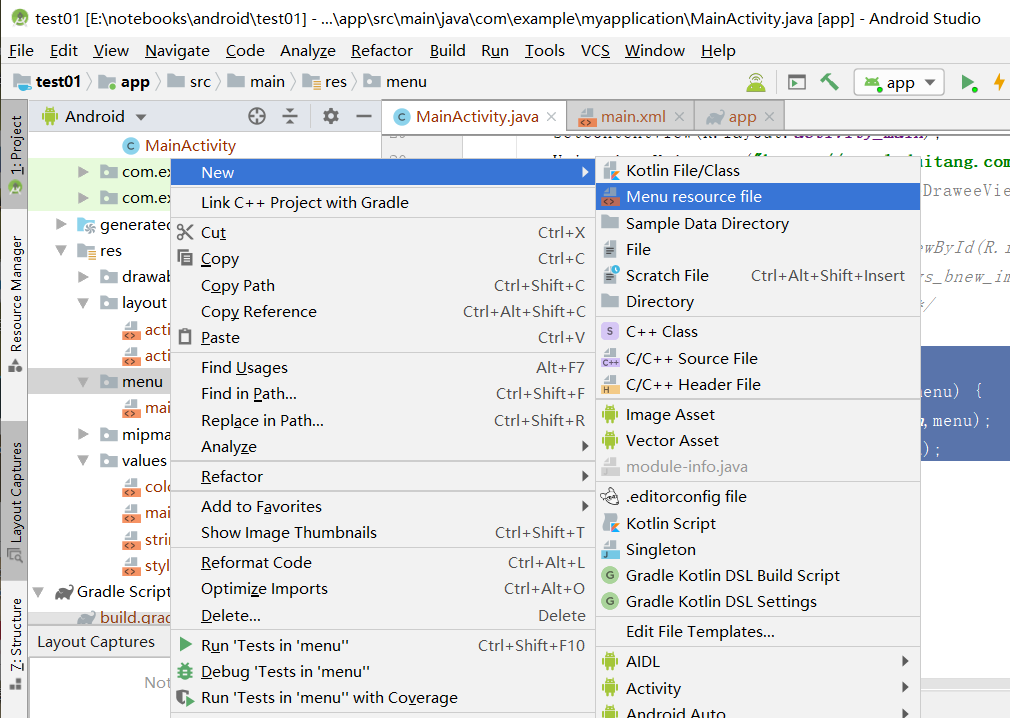 test01 [E:\notebooks\android\test01] - ...\app\src\main\java\com\example\myapplication\MainActivity.java [app] - Android Studio
File Edit View Navigate Code Analyze Refactor Build Run Tools VCS Window Help
test01 app src main res menu app
Android MainActivity.java main.xml app
1: Project
Resource Manager
Layout Captures
Z: Structure
MainActivity
com.ex
com.ex
generated
res
drawab
layout
acti
acti
menu
mai
mipma
values
colo
mai
strin
styl
Gradle Script
build.grad
Layout Captures
Not
New
Link C++ Project with Gradle
Cut Ctrl+X
Copy Ctrl+C
Copy Path Ctrl+Shift+C
Copy Reference Ctrl+Alt+Shift+C
Paste Ctrl+V
Find Usages Alt+F7
Find in Path... Ctrl+Shift+F
Replace in Path... Ctrl+Shift+R
Analyze
Refactor
Add to Favorites
Show Image Thumbnails Ctrl+Shift+T
Reformat Code Ctrl+Alt+L
Optimize Imports Ctrl+Alt+O
Delete... Delete
Run 'Tests in 'menu'' Ctrl+Shift+F10
Debug 'Tests in 'menu''
Run 'Tests in 'menu'' with Coverage
Kotlin File/Class
Menu resource file
Sample Data Directory
File
Scratch File Ctrl+Alt+Shift+Insert
Directory
C++ Class
C/C++ Source File
C/C++ Header File
Image Asset
Vector Asset
module-info.java
.editorconfig file
Kotlin Script
Singleton
Gradle Kotlin DSL Build Script
Gradle Kotlin DSL Settings
Edit File Templates...
AIDL
Activity
Android Auto
uitang.com
DraweeVie
ewById(R.i
rs_bnew_im
*/
menu) {
,menu);
);